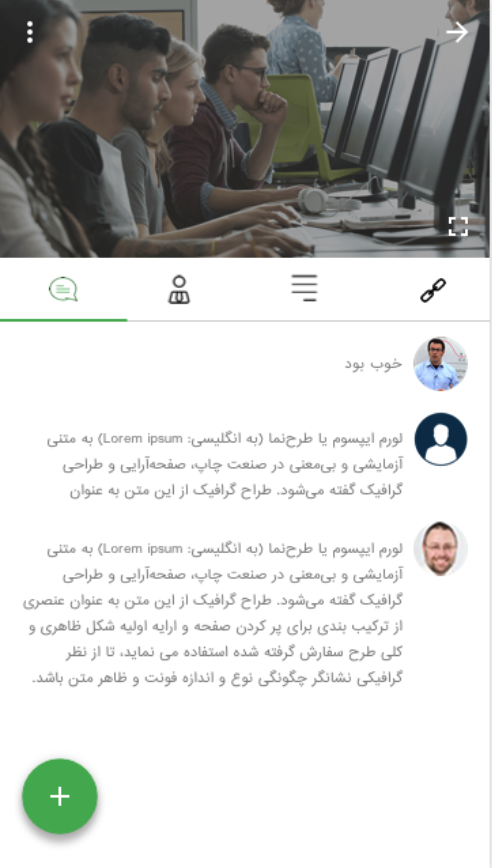 خوب بود
لورم ایپسوم یا طرح‌نما (به انگلیسی: Lorem ipsum) به متنی
آزمایشی و بی‌معنی در صنعت چاپ، صفحه‌آرایی و طراحی
گرافیک گفته می‌شود. طراح گرافیک از این متن به عنوان
لورم ایپسوم یا طرح‌نما (به انگلیسی: Lorem ipsum) به متنی
آزمایشی و بی‌معنی در صنعت چاپ، صفحه‌آرایی و طراحی
گرافیک گفته می‌شود. طراح گرافیک از این متن به عنوان عنصری
از ترکیب بندی برای پر کردن صفحه و ارایه اولیه شکل ظاهری و
کلی طرح سفارش گرفته شده استفاده می نماید، تا از نظر
گرافیکی نشانگر چگونگی نوع و اندازه فونت و ظاهر متن باشد.